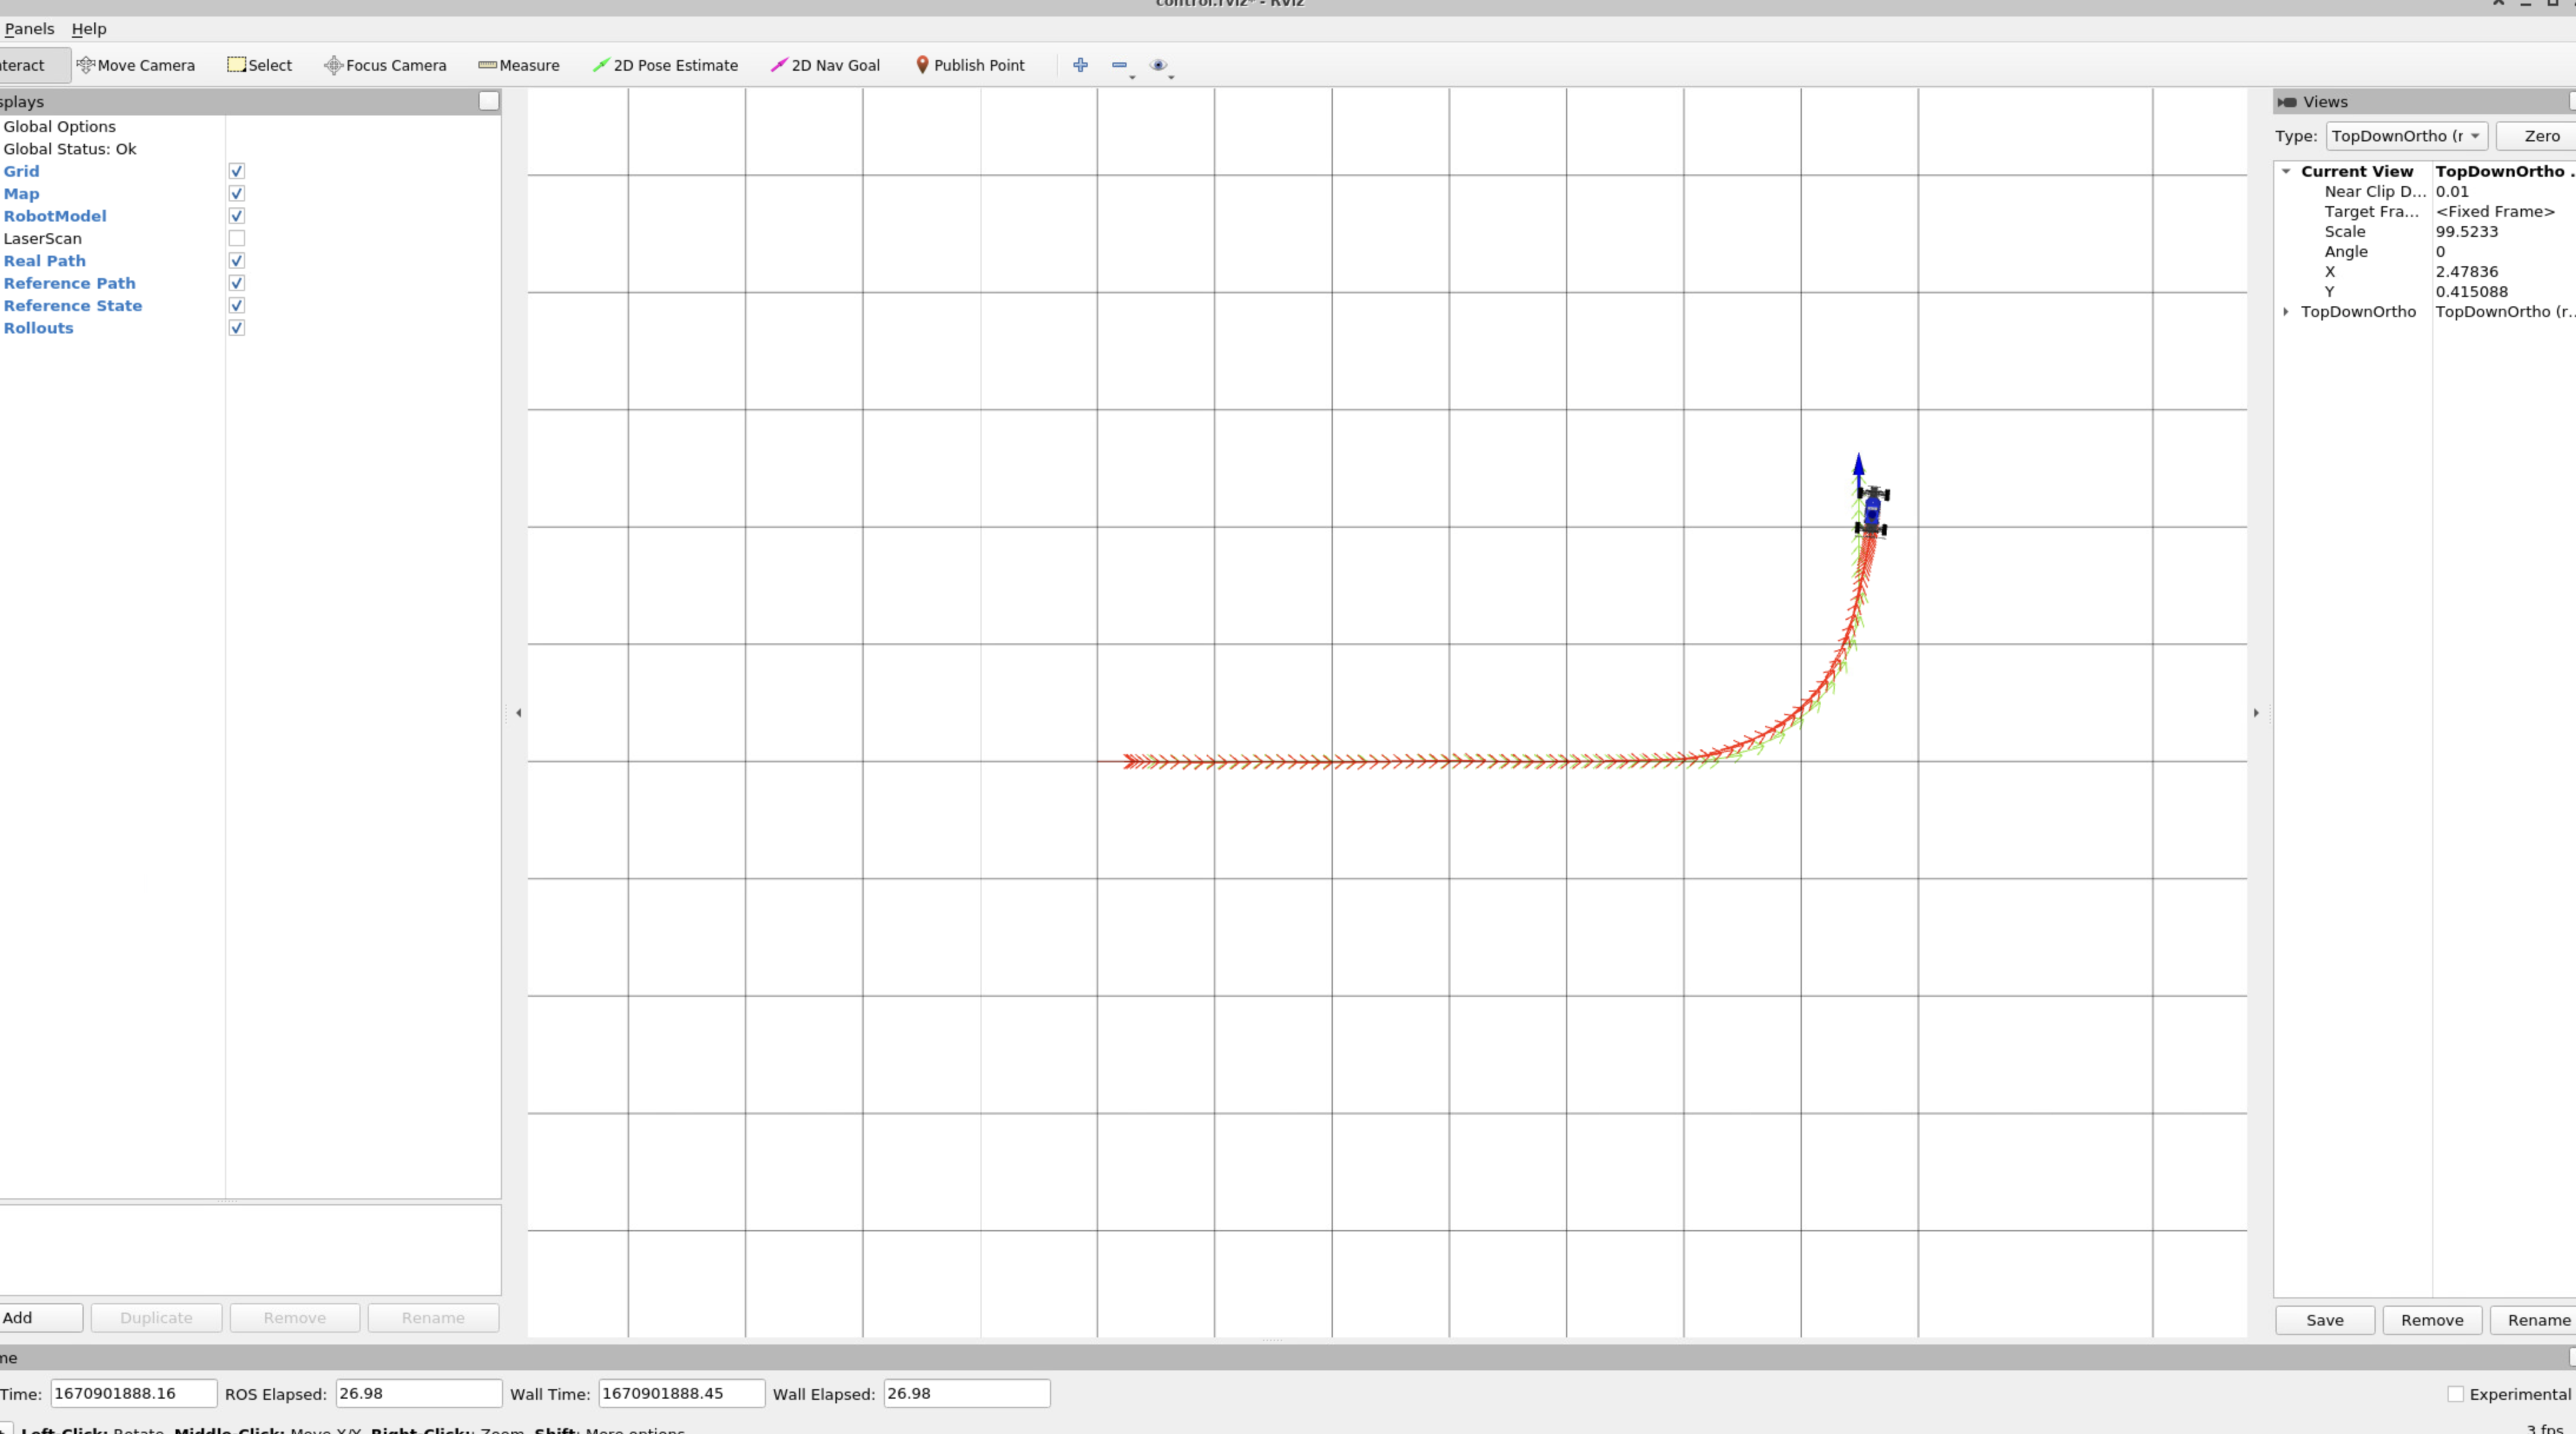 control.rviz* - RViz
Panels Help
nteract Move Camera Select Focus Camera Measure 2D Pose Estimate 2D Nav Goal Publish Point
splays
Global Options
Global Status: Ok
Grid
Map
RobotModel
LaserScan
Real Path
Reference Path
Reference State
Rollouts
Add Duplicate Remove Rename
Views
Type: TopDownOrtho (r Zero
Current View TopDownOrtho .
Near Clip D... 0.01
Target Fra... <Fixed Frame>
Scale 99.5233
Angle 0
X 2.47836
Y 0.415088
TopDownOrtho TopDownOrtho (r..
Save Remove Rename
me
Time: 1670901888.16 ROS Elapsed: 26.98 Wall Time: 1670901888.45 Wall Elapsed: 26.98 Experimental
Left-Click: Rotate. Middle-Click: Move X/Y. Right-Click:: Zoom. Shift: More options. 3 fps